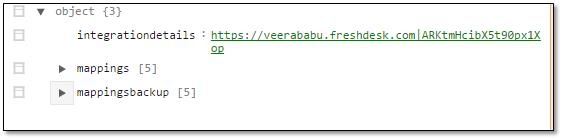 ▼ object {3}
integrationdetails : https://veerababu.freshdesk.com|ARKtmHcibX5t90px1X
op
▶ mappings [5]
▶ mappingsbackup [5]